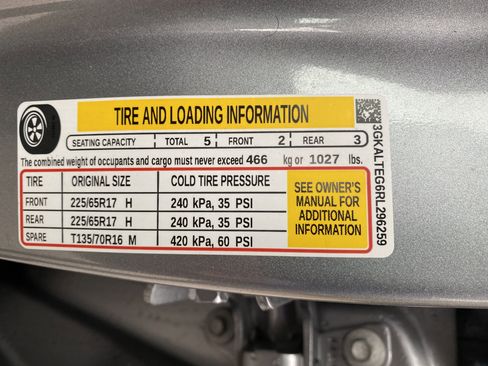 TIRE AND LOADING INFORMATION
SEATING CAPACITY TOTAL 5 FRONT 2 REAR 3
The combined weight of occupants and cargo must never exceed 466 kg or 1027 lbs.
TIRE ORIGINAL SIZE COLD TIRE PRESSURE
FRONT 225/65R17 H 240 kPa, 35 PSI
REAR 225/65R17 H 240 kPa, 35 PSI
SPARE T135/70R16 M 420 kPa, 60 PSI
SEE OWNER'S
MANUAL FOR
ADDITIONAL
INFORMATION
3GKALTEG6RL296259